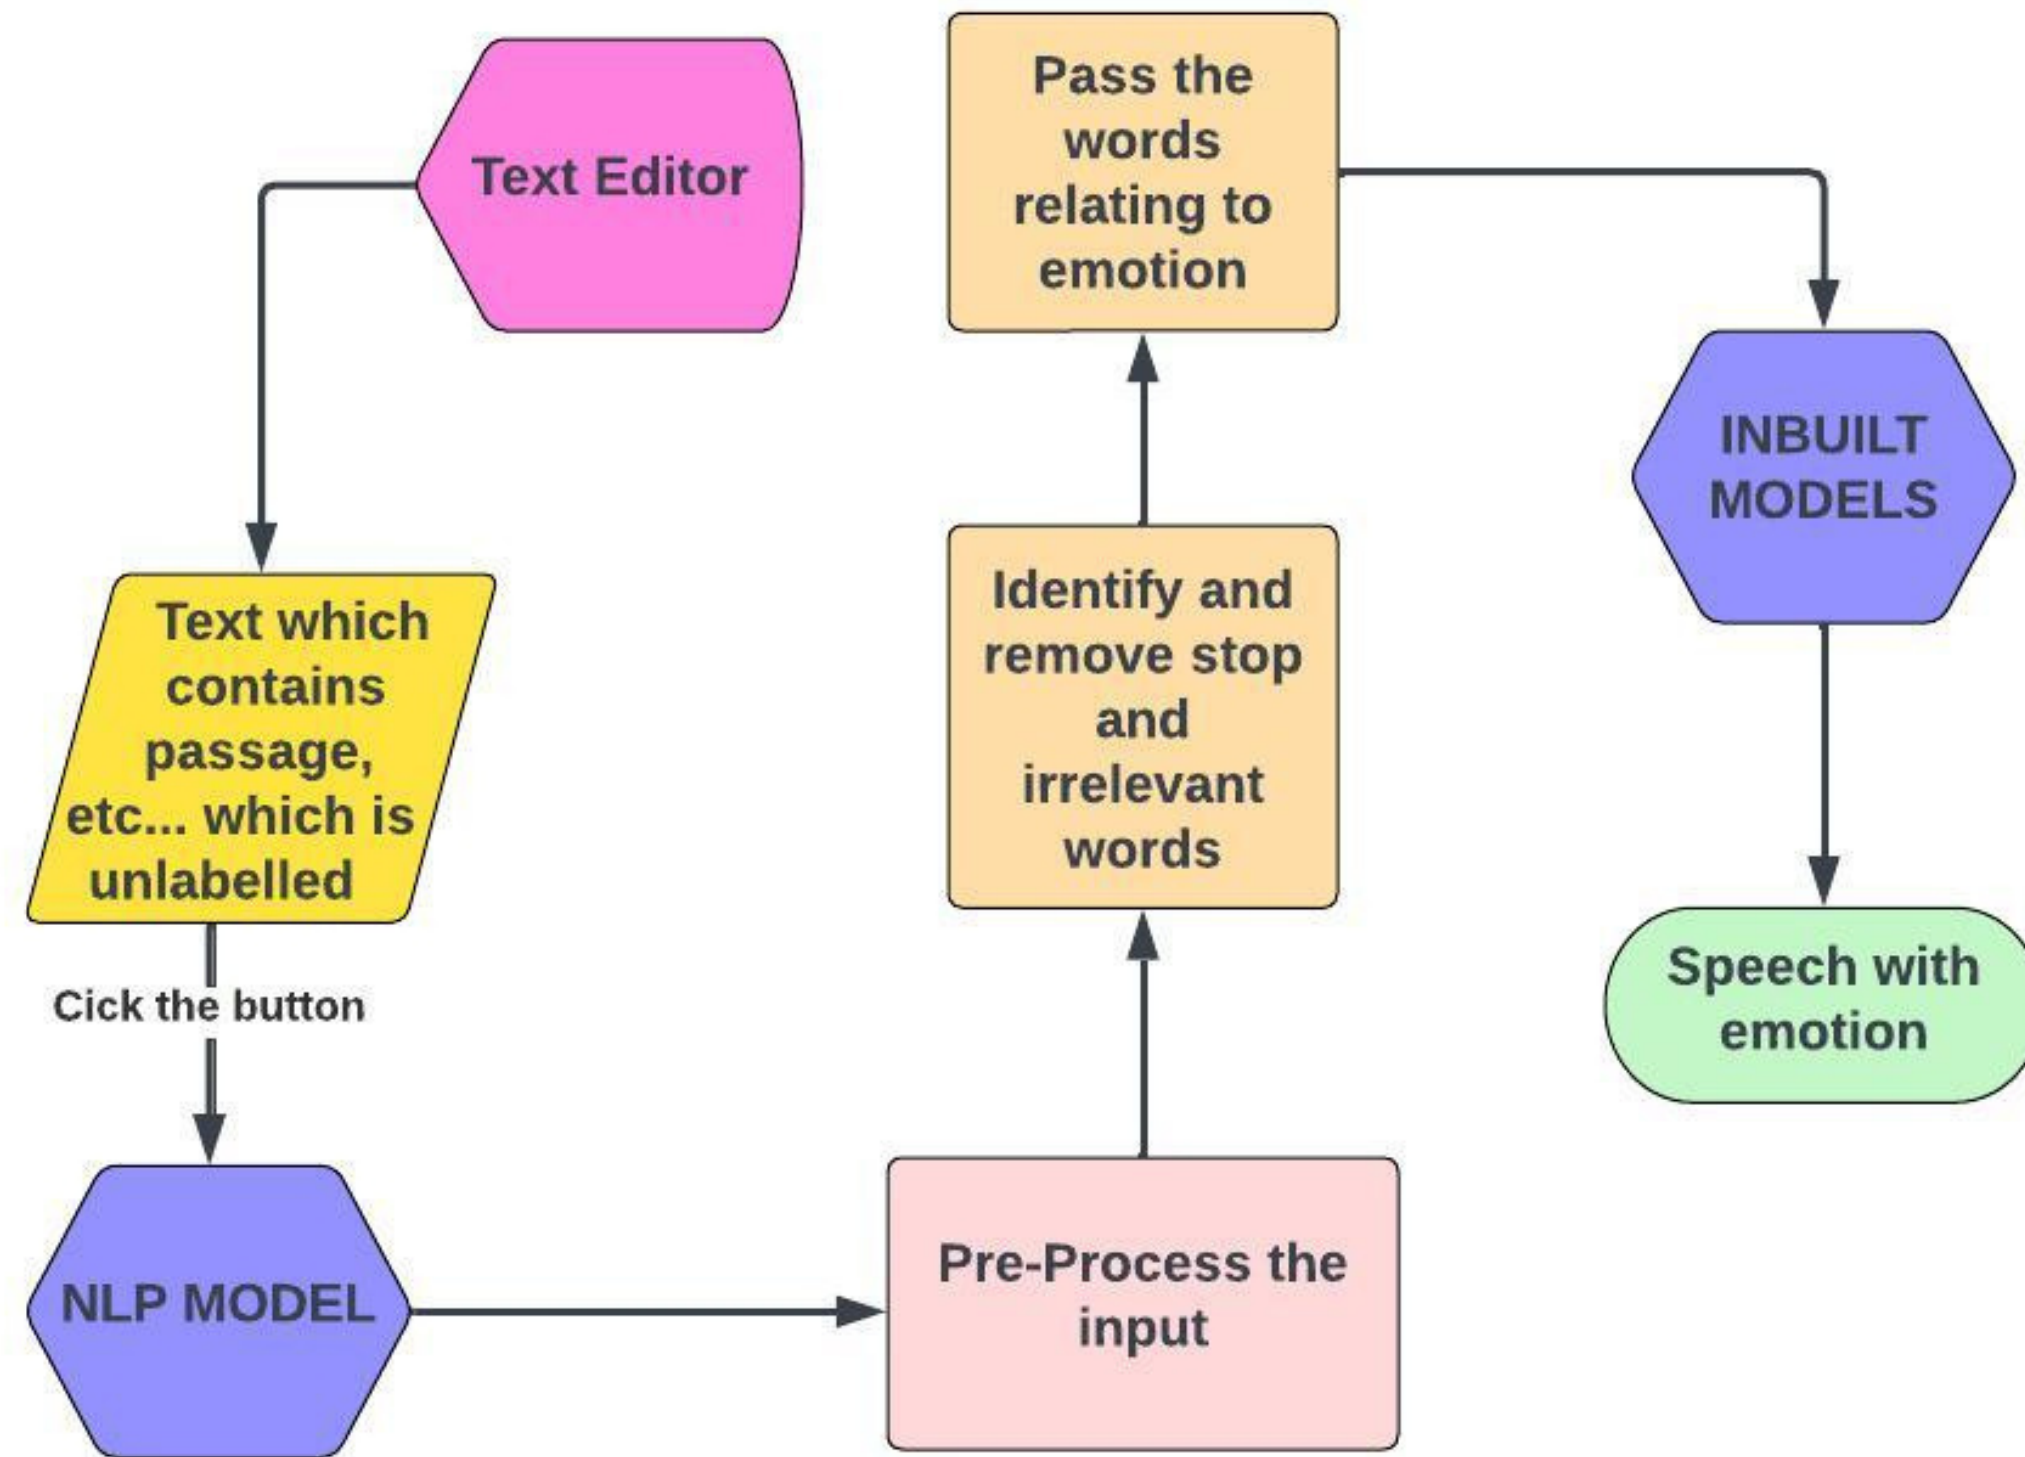 Text Editor
Text which
contains
passage,
etc... which is
unlabelled
Cick the button
NLP MODEL
Pre-Process the
input
Identify and
remove stop
and
irrelevant
words
Pass the
words
relating to
emotion
INBUILT
MODELS
Speech with
emotion